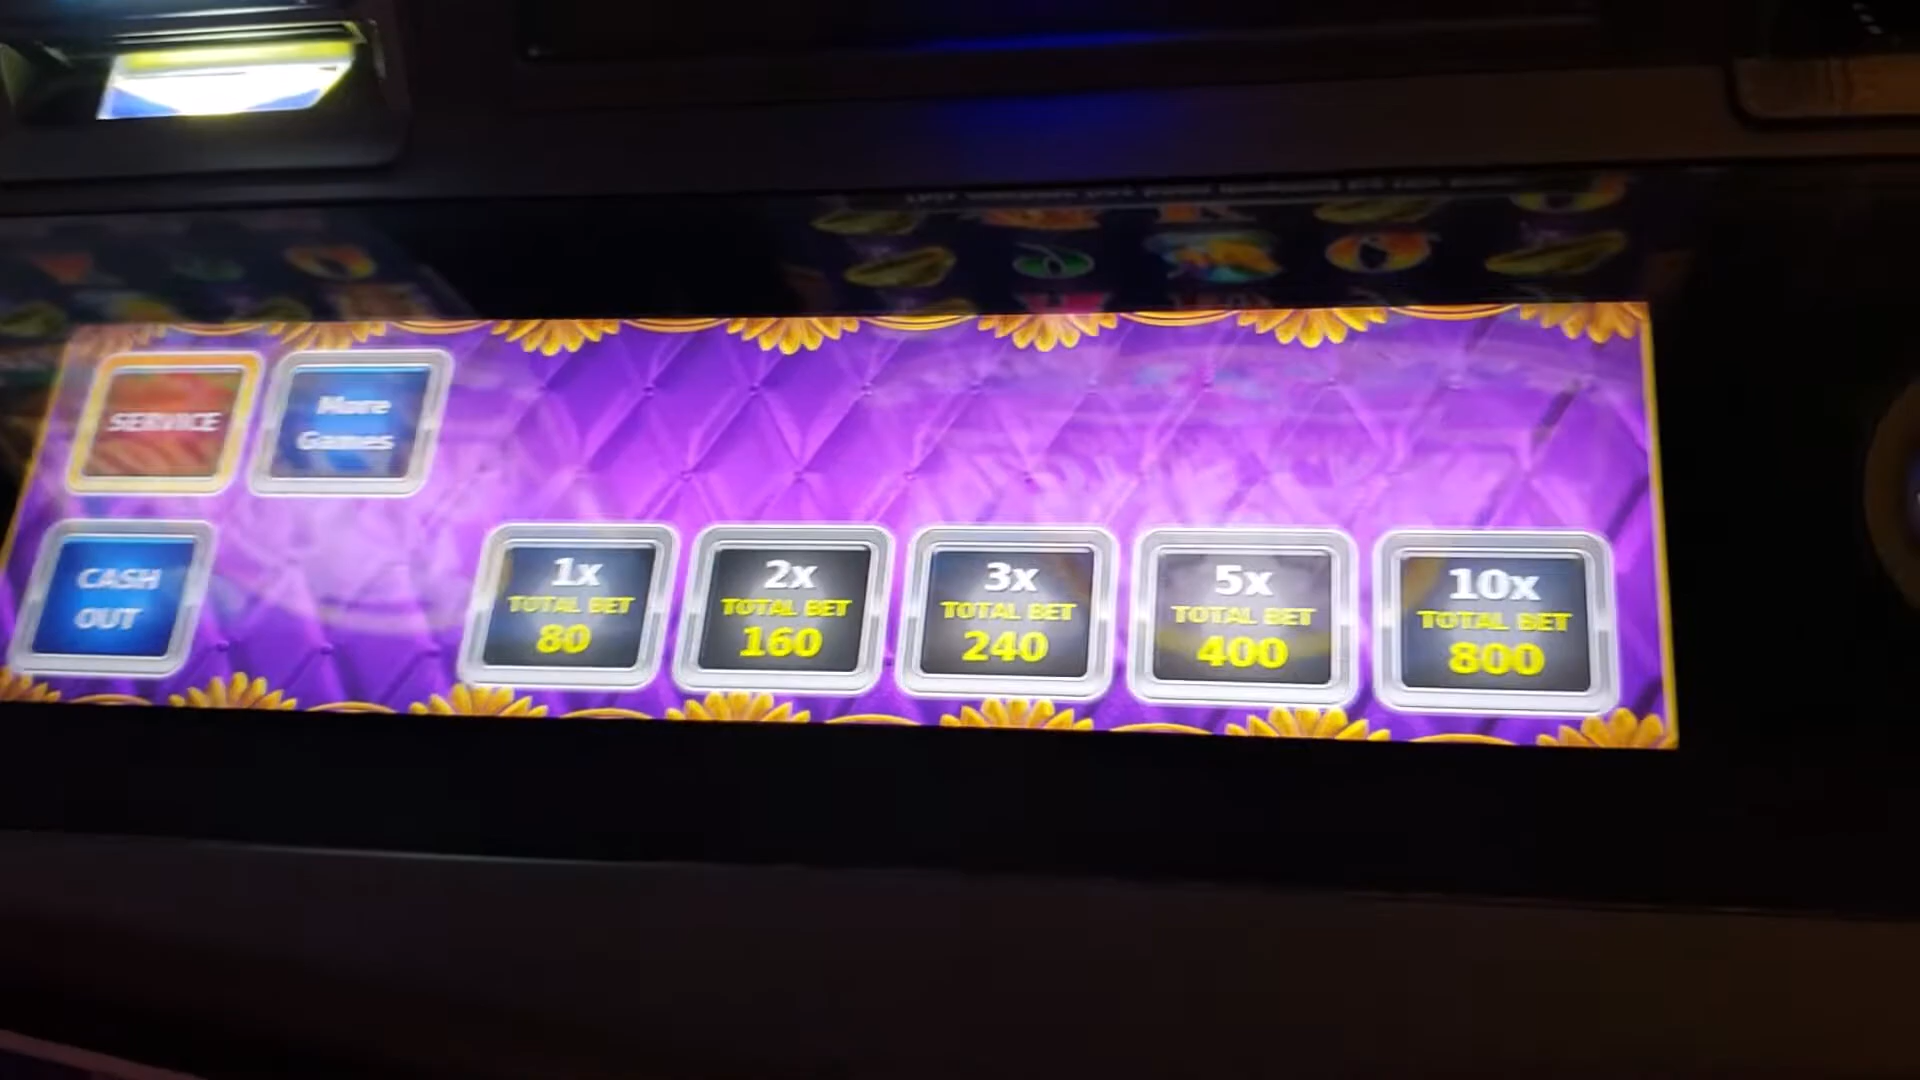 SERVICE
More
Games
CASH
OUT
1x
TOTAL BET
80
2x
TOTAL BET
160
3x
TOTAL BET
240
5x
TOTAL BET
400
10x
TOTAL BET
800